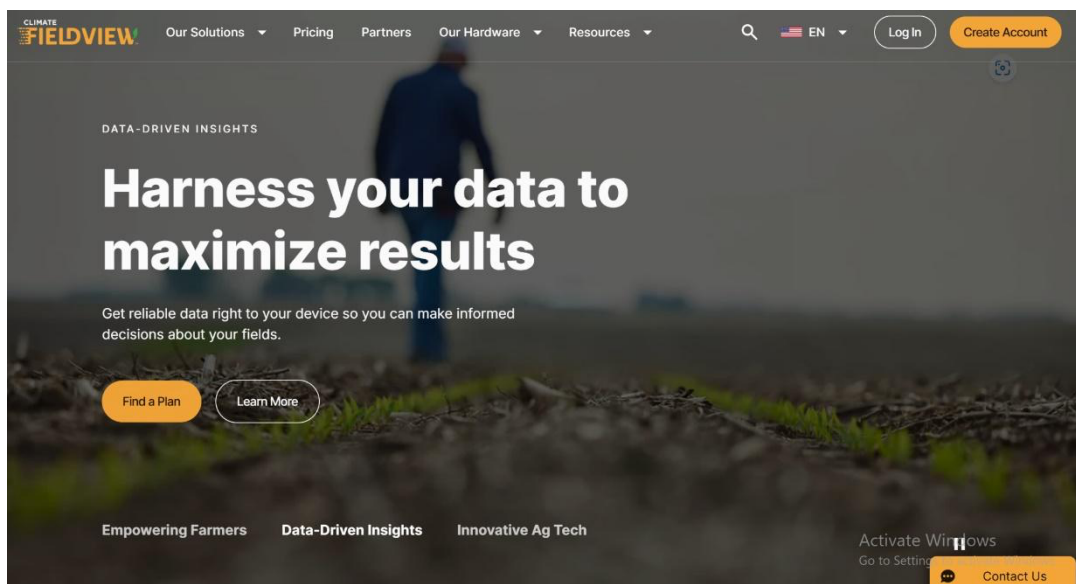 CLIMATE
FIELDVIEW
Our Solutions
Pricing
Partners
Our Hardware
Resources
EN
Log In
Create Account
DATA-DRIVEN INSIGHTS
Harness your data to
maximize results
Get reliable data right to your device so you can make informed
decisions about your fields.
Find a Plan
Learn More
Empowering Farmers
Data-Driven Insights
Innovative Ag Tech
Activate Windows
Go to Setting
Contact Us